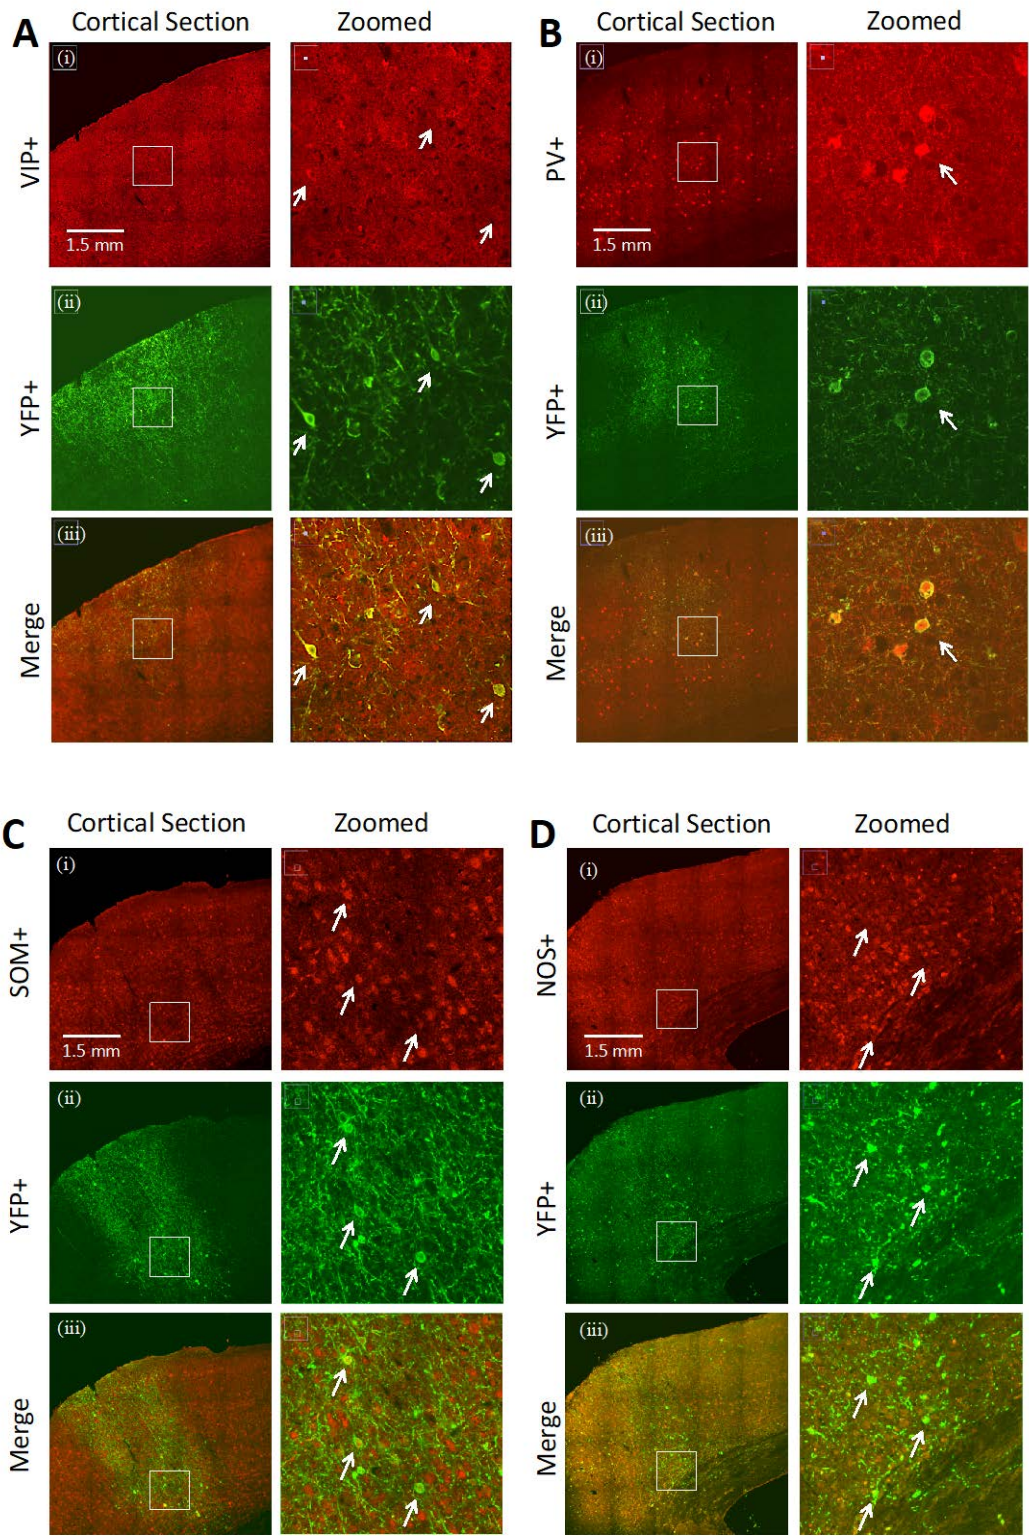 A
Cortical Section
Zoomed
VIP+
(i)
1.5 mm
YFP+
(ii)
Merge
(iii)
B
Cortical Section
Zoomed
PV+
(i)
1.5 mm
YFP+
(ii)
Merge
(iii)
C
Cortical Section
Zoomed
SOM+
(i)
1.5 mm
YFP+
(ii)
Merge
(iii)
D
Cortical Section
Zoomed
NOS+
(i)
1.5 mm
YFP+
(ii)
Merge
(iii)